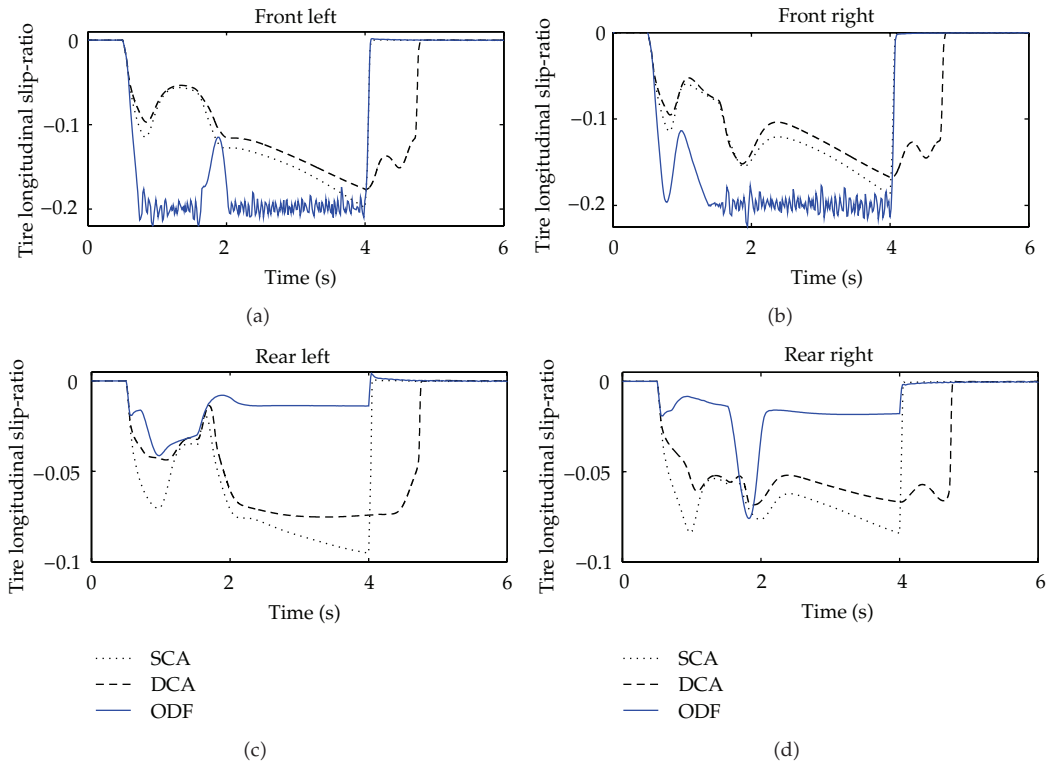 Front left
Tire longitudinal slip-ratio
0
−0.1
−0.2
0 2 4 6
Time (s)
(a)
Front right
Tire longitudinal slip-ratio
0
−0.1
−0.2
0 2 4 6
Time (s)
(b)
Rear left
Tire longitudinal slip-ratio
0
−0.05
−0.1
0 2 4 6
Time (s)
SCA
DCA
ODF
(c)
Rear right
Tire longitudinal slip-ratio
0
−0.05
−0.1
0 2 4 6
Time (s)
SCA
DCA
ODF
(d)